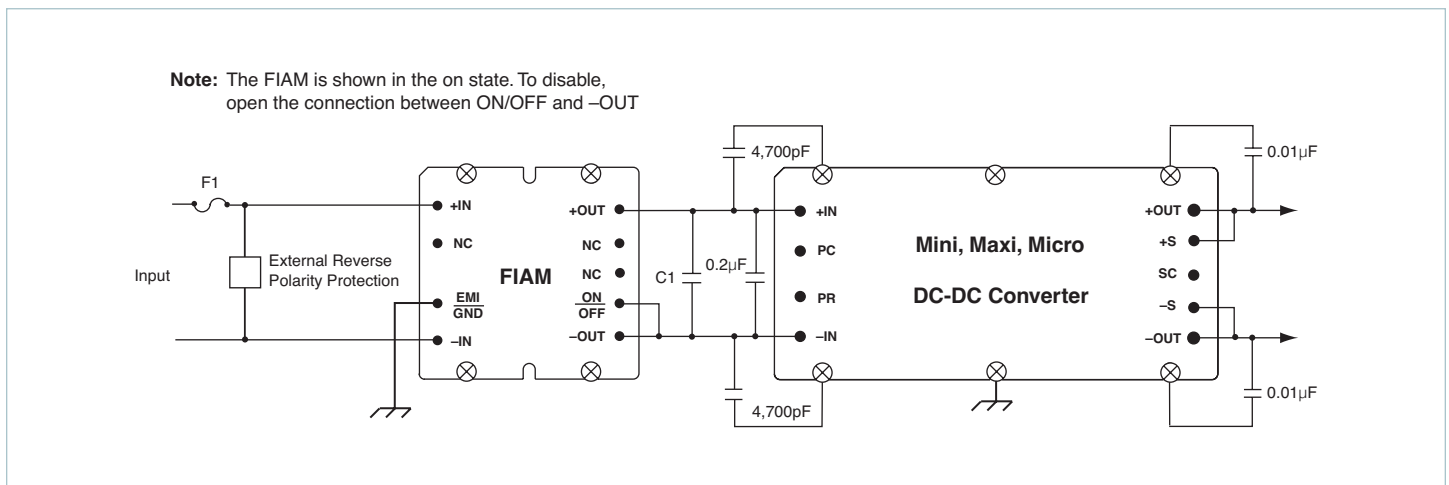 Note: The FIAM is shown in the on state. To disable,
open the connection between ON/OFF and –OUT
F1
Input
External Reverse
Polarity Protection
+IN
NC
EMI
GND
–IN
FIAM
+OUT
NC
NC
ON
OFF
–OUT
C1
0.2µF
4,700pF
4,700pF
+IN
PC
PR
–IN
Mini, Maxi, Micro
DC-DC Converter
+OUT
+S
SC
–S
–OUT
0.01µF
0.01µF